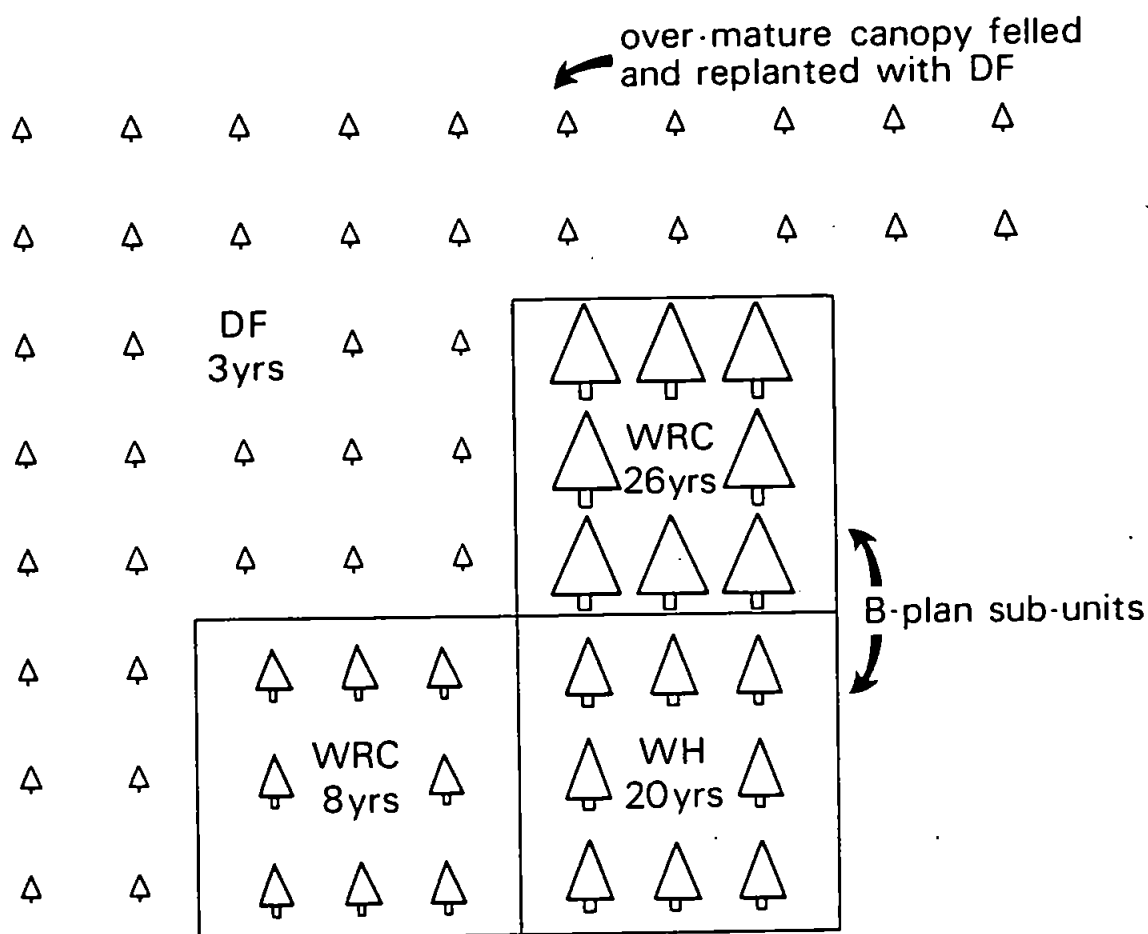 over-mature canopy felled
and replanted with DF
DF
3yrs
WRC
26yrs
B-plan sub-units
WRC
8yrs
WH
20yrs